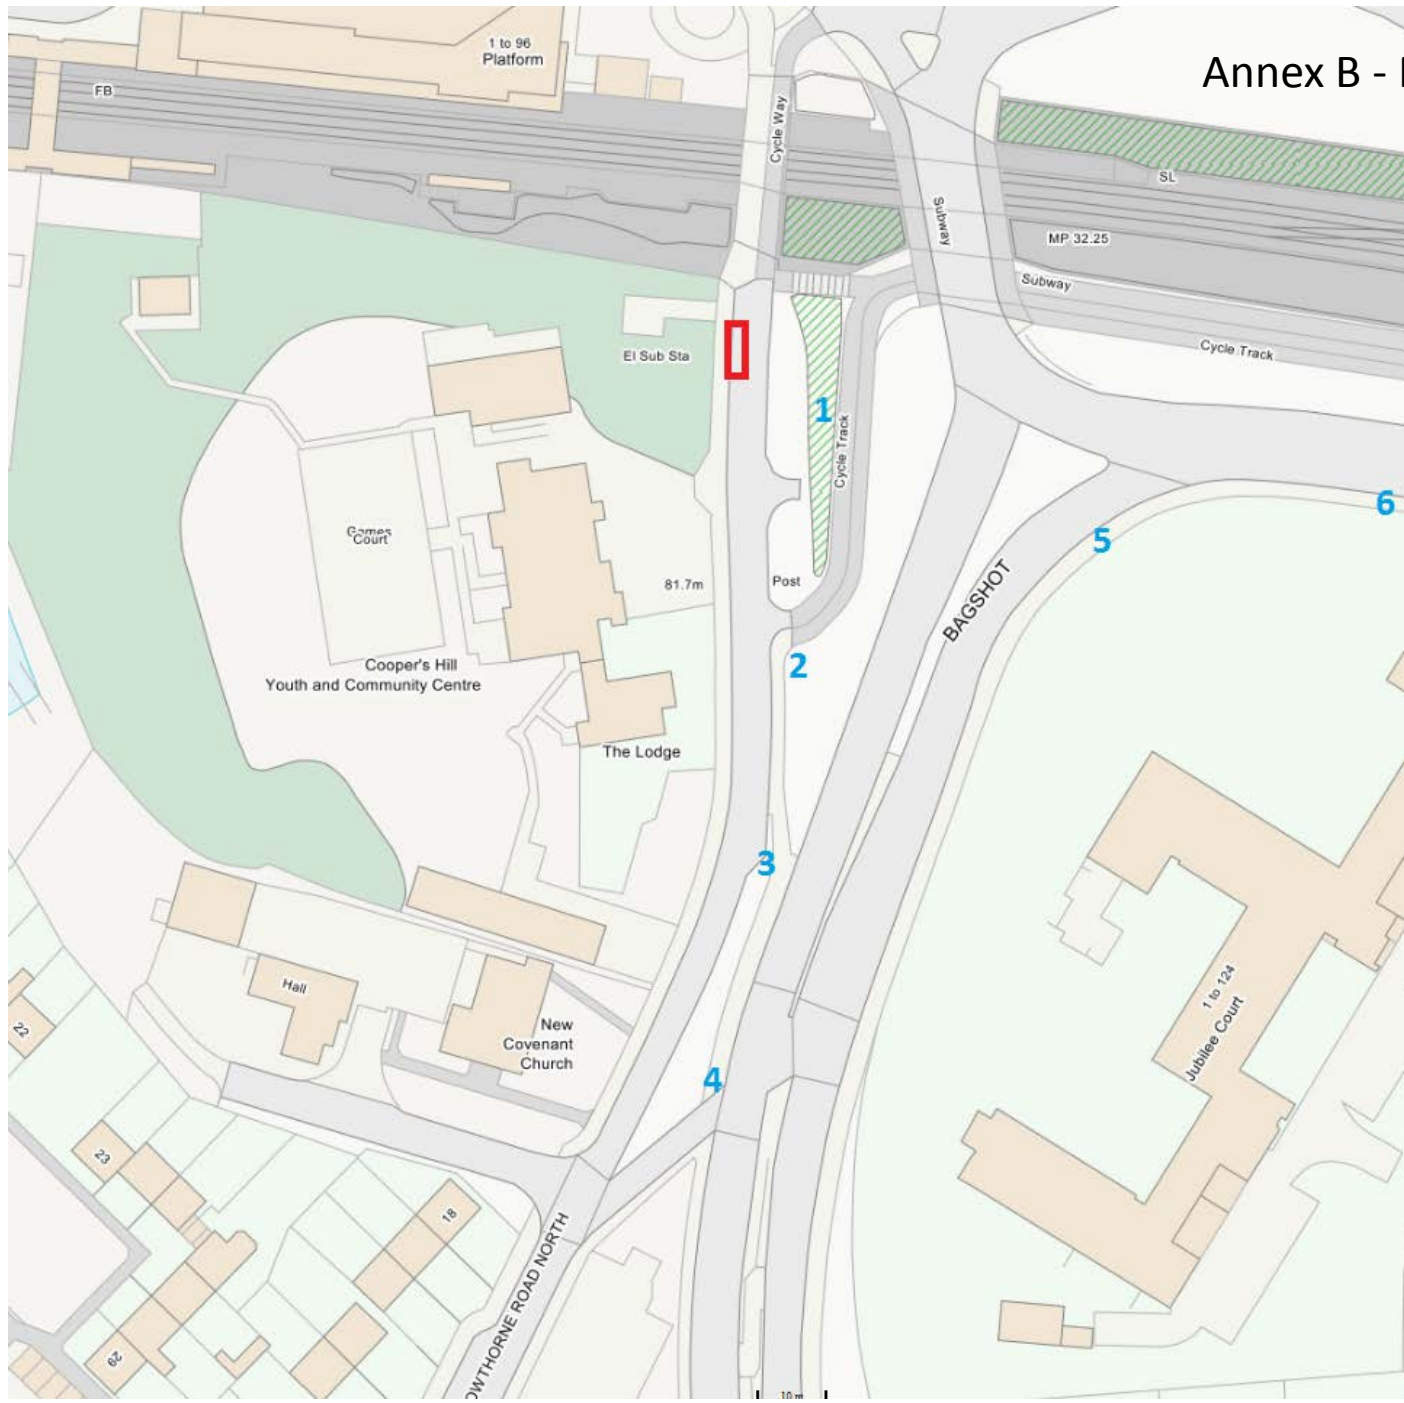 1 to 96
Platform
Annex B -
FB
Cycle Way
SL
Subway
MP 32.25
Subway
Cycle Track
El Sub Sta
1
Cycle Track
6
Games
Court
5
Post
81.7m
BAGSHOT
Cooper's Hill
Youth and Community Centre
2
The Lodge
3
Hall
1 to 124
Jubilee Court
22
New
Covenant
Church
4
23
18
OWTHORNE ROAD NORTH
29
10 m